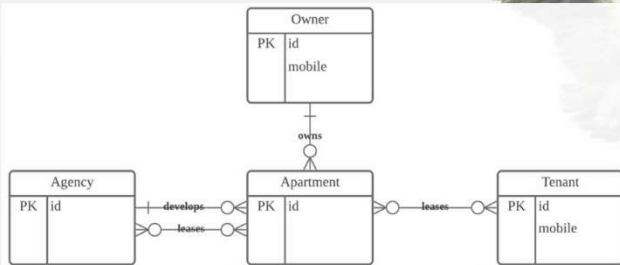 Owner
PK id
mobile
owns
Agency
PK id
develops
leases
Apartment
PK id
leases
Tenant
PK id
mobile